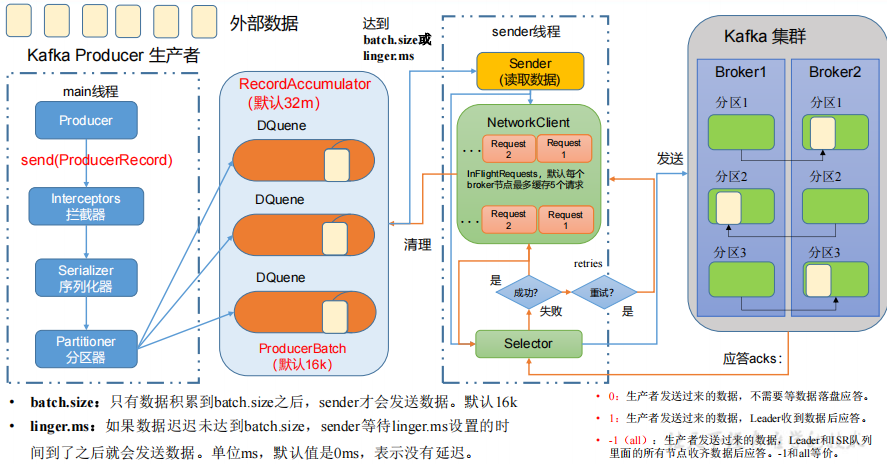 外部数据
Kafka Producer 生产者
main线程
Producer
send(ProducerRecord)
Interceptors
拦截器
Serializer
序列化器
Partitioner
分区器
RecordAccumulator
(默认32m)
DQuene
DQuene
DQuene
ProducerBatch
(默认16k)
达到
batch.size或
linger.ms
清理
sender线程
Sender
(读取数据)
NetworkClient
...
Request
2
Request
1
InFlightRequests，默认每个
broker节点最多缓存5个请求
...
Request
2
Request
1
是
成功?
失败
retries
重试?
是
Selector
发送
Kafka 集群
Broker1
Broker2
分区1
分区1
分区2
分区2
分区3
分区3
应答acks：
• batch.size：只有数据积累到batch.size之后，sender才会发送数据。默认16k
• linger.ms：如果数据迟迟未达到batch.size，sender等待linger.ms设置的时
间到了之后就会发送数据。单位ms，默认值是0ms，表示没有延迟。
• 0：生产者发送过来的数据，不需要等数据落盘应答。
• 1：生产者发送过来的数据，Leader收到数据后应答。
• -1（all）：生产者发送过来的数据，Leader和ISR队列
里面的所有节点收齐数据后应答。-1和all等价。